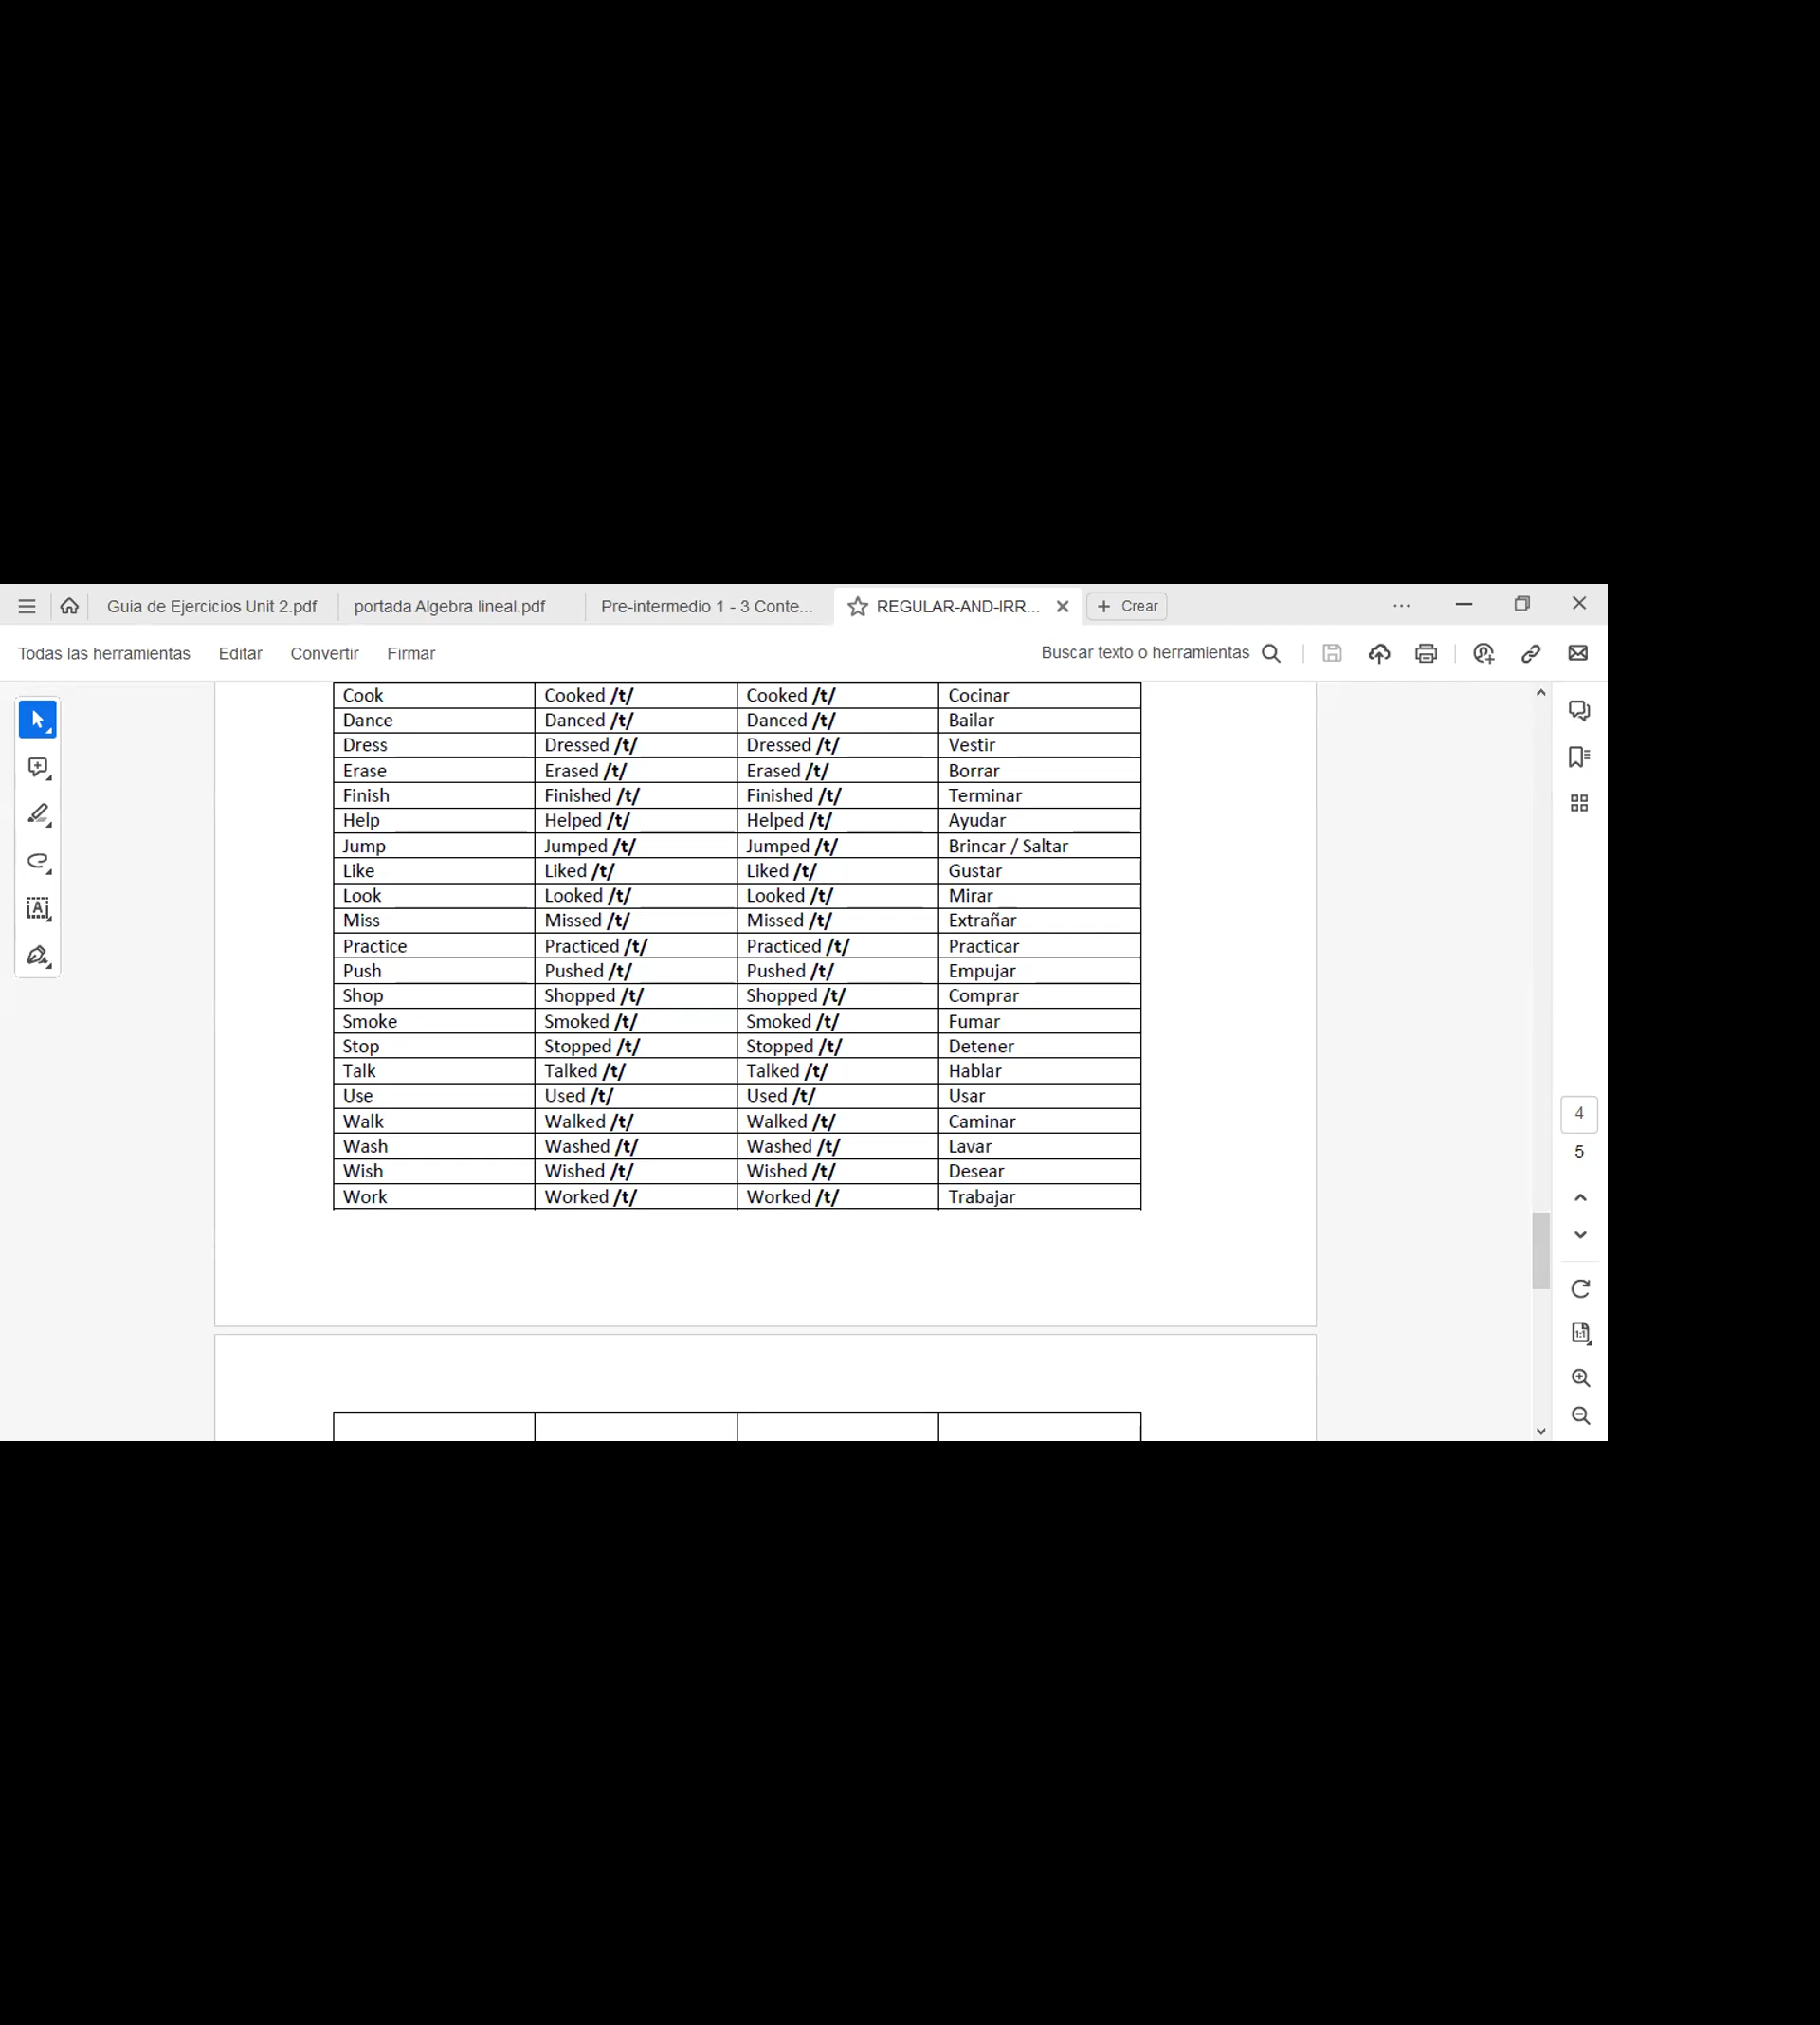 Guia de Ejercicios Unit 2.pdf portada Algebra lineal.pdf Pre-intermedio 1 - 3 Conte... REGULAR-AND-IRR... Crear
Todas las herramientas Editar Convertir Firmar Buscar texto o herramientas
Cook Cooked /t/ Cooked /t/ Cocinar
Dance Danced /t/ Danced /t/ Bailar
Dress Dressed /t/ Dressed /t/ Vestir
Erase Erased /t/ Erased /t/ Borrar
Finish Finished /t/ Finished /t/ Terminar
Help Helped /t/ Helped /t/ Ayudar
Jump Jumped /t/ Jumped /t/ Brincar / Saltar
Like Liked /t/ Liked /t/ Gustar
Look Looked /t/ Looked /t/ Mirar
Miss Missed /t/ Missed /t/ Extrañar
Practice Practiced /t/ Practiced /t/ Practicar
Push Pushed /t/ Pushed /t/ Empujar
Shop Shopped /t/ Shopped /t/ Comprar
Smoke Smoked /t/ Smoked /t/ Fumar
Stop Stopped /t/ Stopped /t/ Detener
Talk Talked /t/ Talked /t/ Hablar
Use Used /t/ Used /t/ Usar
Walk Walked /t/ Walked /t/ Caminar
Wash Washed /t/ Washed /t/ Lavar
Wish Wished /t/ Wished /t/ Desear
Work Worked /t/ Worked /t/ Trabajar
4
5